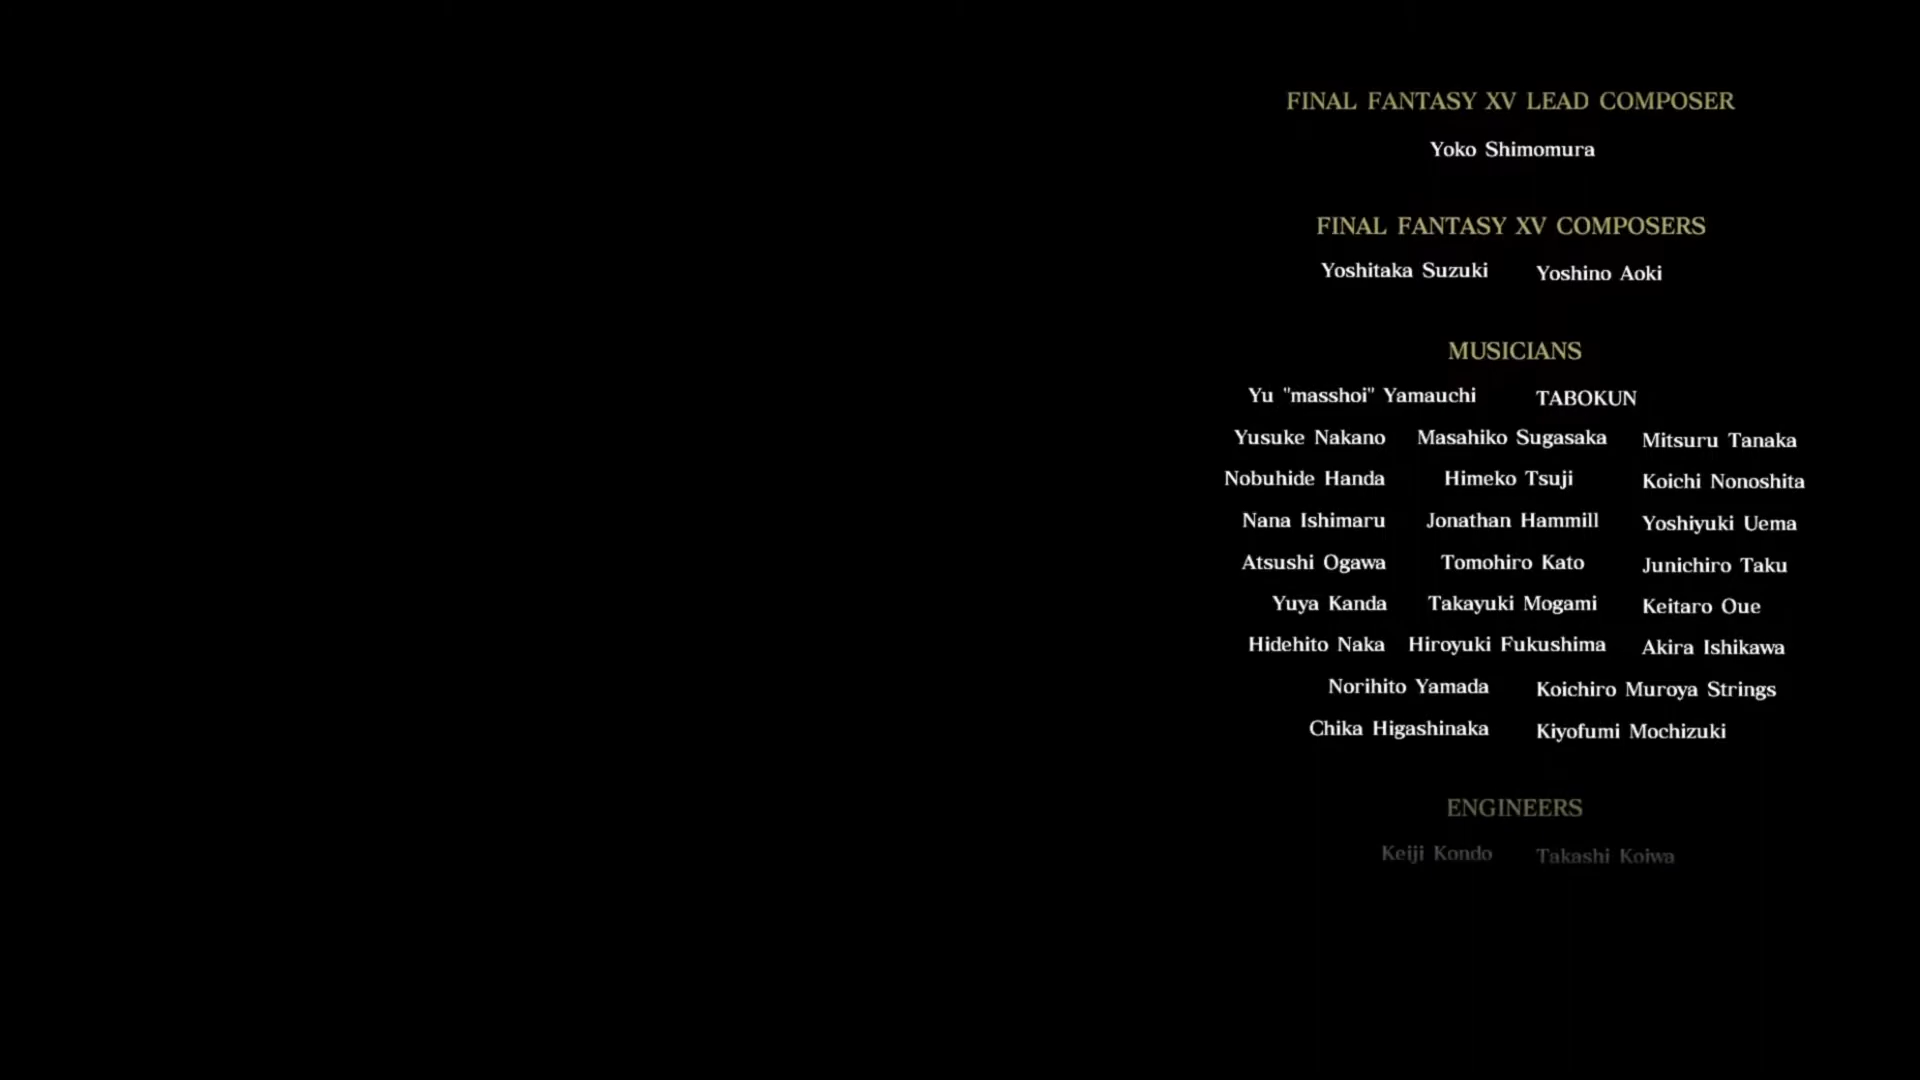 FINAL FANTASY XV LEAD COMPOSER
Yoko Shimomura
FINAL FANTASY XV COMPOSERS
Yoshitaka Suzuki Yoshino Aoki
MUSICIANS
Yu "masshoi" Yamauchi TABOKUN
Yusuke Nakano Masahiko Sugasaka Mitsuru Tanaka
Nobuhide Handa Himeko Tsuji Koichi Nonoshita
Nana Ishimaru Jonathan Hammill Yoshiyuki Uema
Atsushi Ogawa Tomohiro Kato Junichiro Taku
Yuya Kanda Takayuki Mogami Keitaro Oue
Hidehito Naka Hiroyuki Fukushima Akira Ishikawa
Norihito Yamada Koichiro Muroya Strings
Chika Higashinaka Kiyofumi Mochizuki
ENGINEERS
Keiji Kondo Takashi Koiwa